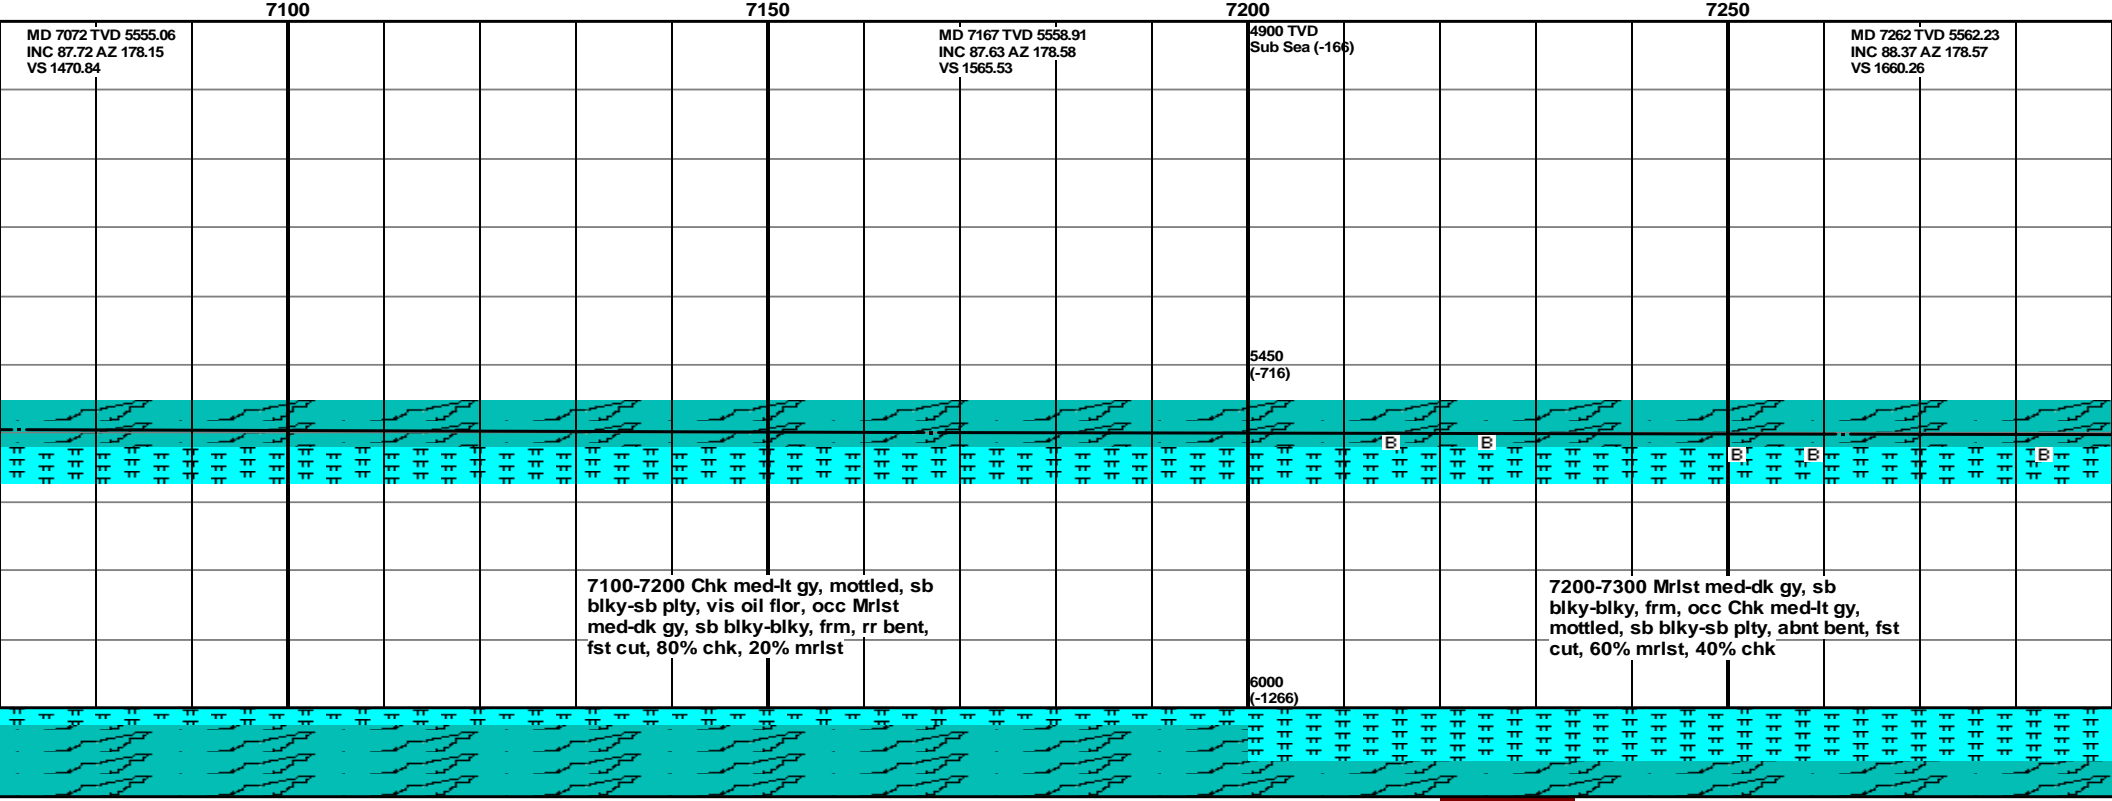 7100 7150 7200 7250
MD 7072 TVD 5555.06
INC 87.72 AZ 178.15
VS 1470.84
MD 7167 TVD 5558.91
INC 87.63 AZ 178.58
VS 1565.53
4900 TVD
Sub Sea (-166)
MD 7262 TVD 5562.23
INC 88.37 AZ 178.57
VS 1660.26
5450
(-716)
B B
B B B
7100-7200 Chk med-lt gy, mottled, sb
blky-sb plty, vis oil flor, occ Mrlst
med-dk gy, sb blky-blky, frm, rr bent,
fst cut, 80% chk, 20% mrlst
7200-7300 Mrlst med-dk gy, sb
blky-blky, frm, occ Chk med-lt gy,
mottled, sb blky-sb plty, abnt bent, fst
cut, 60% mrlst, 40% chk
6000
(-1266)